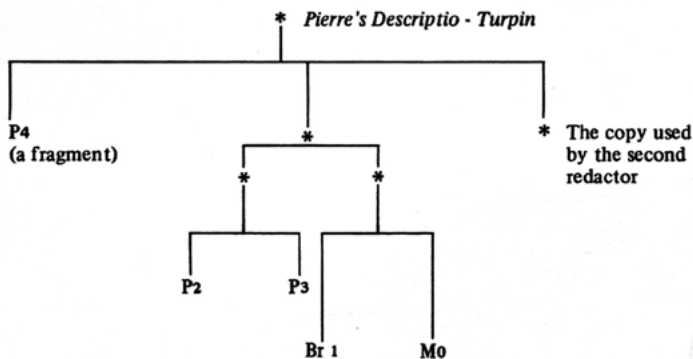 * Pierre's Descriptio - Turpin
P4
(a fragment)
*
* The copy used
by the second
redactor
* *
P2 P3
Br 1 Mo